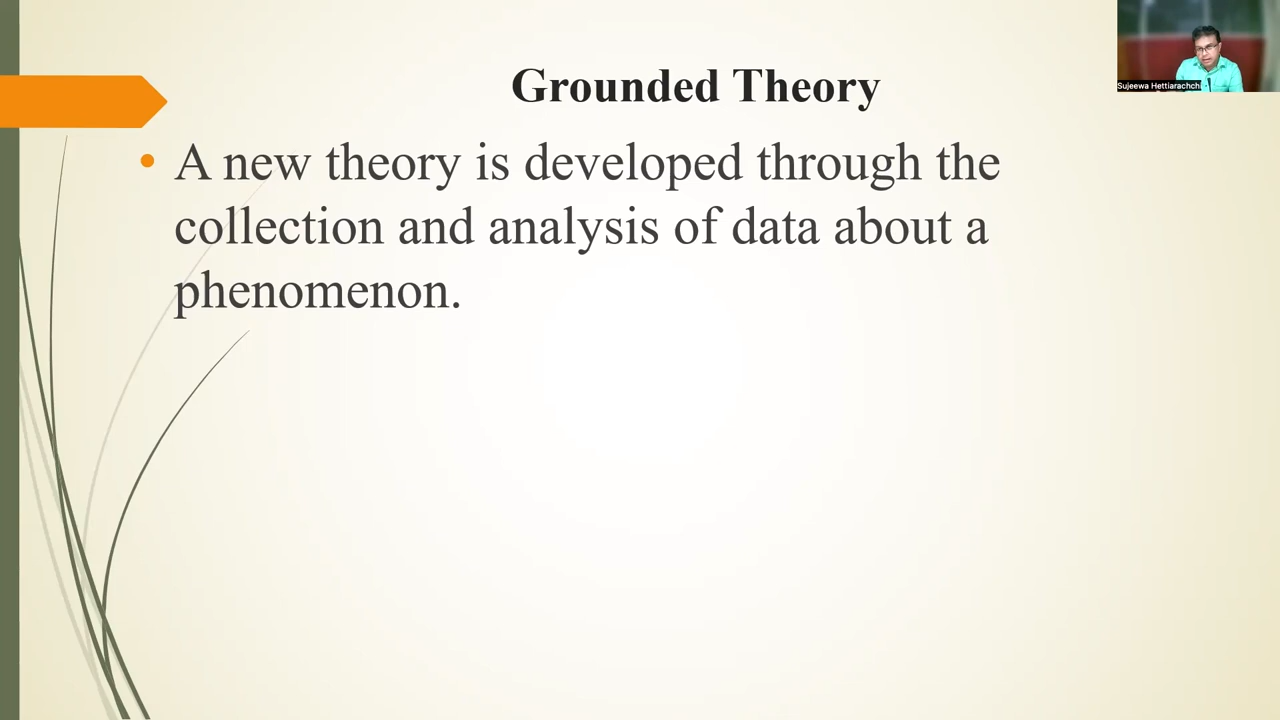 Grounded Theory
• A new theory is developed through the
collection and analysis of data about a
phenomenon.
Sujeewa Hettiarachchi